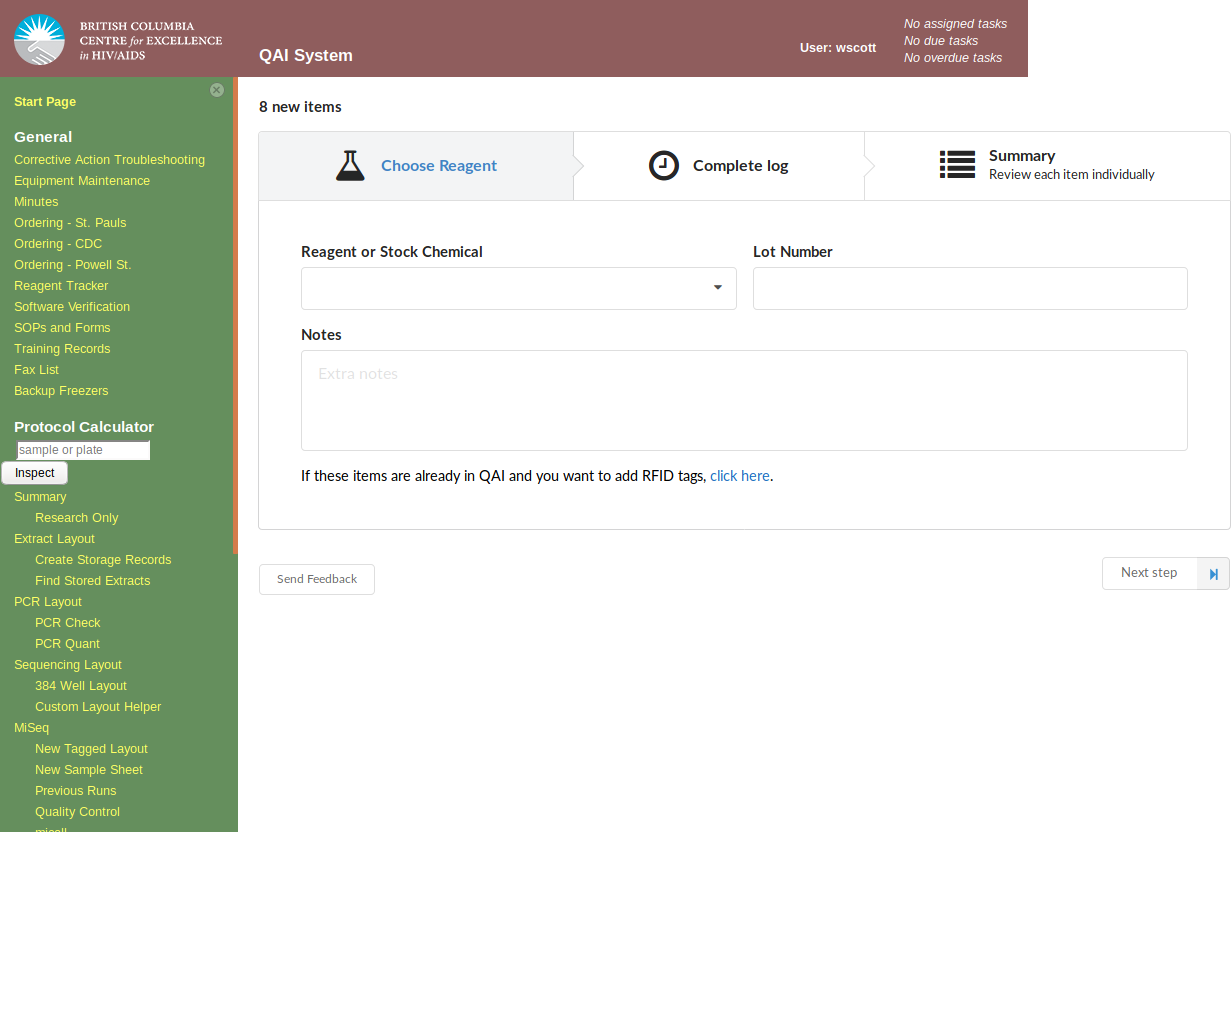 BRITISH COLUMBIA
CENTRE for EXCELLENCE
in HIV/AIDS
QAI System
User: wscott
No assigned tasks
No due tasks
No overdue tasks
Start Page
General
Corrective Action Troubleshooting
Equipment Maintenance
Minutes
Ordering - St. Pauls
Ordering - CDC
Ordering - Powell St.
Reagent Tracker
Software Verification
SOPs and Forms
Training Records
Fax List
Backup Freezers
Protocol Calculator
sample or plate
Inspect
Summary
Research Only
Extract Layout
Create Storage Records
Find Stored Extracts
PCR Layout
PCR Check
PCR Quant
Sequencing Layout
384 Well Layout
Custom Layout Helper
MiSeq
New Tagged Layout
New Sample Sheet
Previous Runs
Quality Control
8 new items
Choose Reagent
Complete log
Summary
Review each item individually
Reagent or Stock Chemical
Lot Number
Notes
Extra notes
If these items are already in QAI and you want to add RFID tags, click here.
Send Feedback
Next step